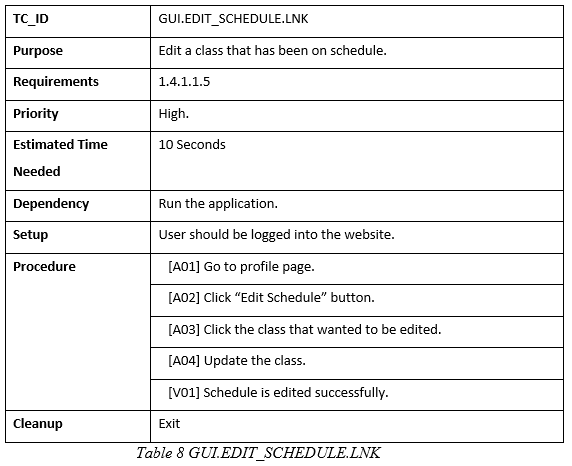 TC_ID GUI.EDIT_SCHEDULE.LNK
Purpose Edit a class that has been on schedule.
Requirements 1.4.1.1.5
Priority High.
Estimated Time 10 Seconds
Needed
Dependency Run the application.
Setup User should be logged into the website.
Procedure [A01] Go to profile page.
[A02] Click “Edit Schedule” button.
[A03] Click the class that wanted to be edited.
[A04] Update the class.
[V01] Schedule is edited successfully.
Cleanup Exit
Table 8 GUI.EDIT_SCHEDULE.LNK